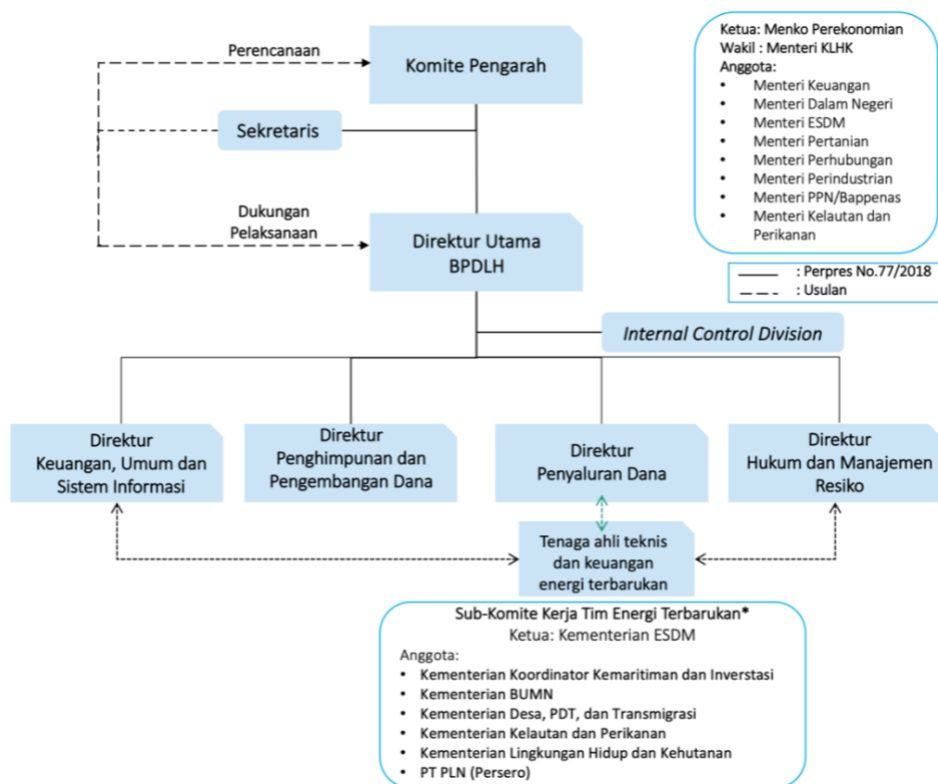 Perencanaan
Komite Pengarah
Sekretaris
Dukungan
Pelaksanaan
Direktur Utama
BPDLH
Ketua: Menko Perekonomian
Wakil : Menteri KLHK
Anggota:
• Menteri Keuangan
• Menteri Dalam Negeri
• Menteri ESDM
• Menteri Pertanian
• Menteri Perhubungan
• Menteri Perindustrian
• Menteri PPN/Bappenas
• Menteri Kelautan dan
Perikanan
: Perpres No.77/2018
: Usulan
Internal Control Division
Direktur
Keuangan, Umum dan
Sistem Informasi
Direktur
Penghimpunan dan
Pengembangan Dana
Direktur
Penyaluran Dana
Direktur
Hukum dan Manajemen
Resiko
Tenaga ahli teknis
dan keuangan
energi terbarukan
Sub-Komite Kerja Tim Energi Terbarukan*
Ketua: Kementerian ESDM
Anggota:
• Kementerian Koordinator Kemaritiman dan Inverstasi
• Kementerian BUMN
• Kementerian Desa, PDT, dan Transmigrasi
• Kementerian Kelautan dan Perikanan
• Kementerian Lingkungan Hidup dan Kehutanan
• PT PLN (Persero)